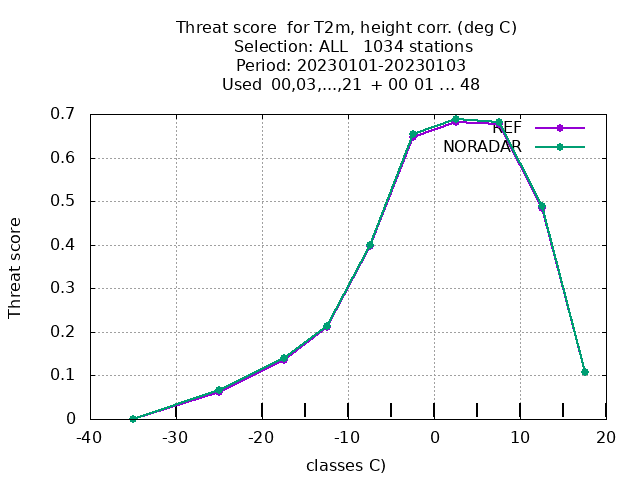 Threat score for T2m, height corr. (deg C)
Selection: ALL 1034 stations
Period: 20230101-20230103
Used 00,03,...,21 + 00 01 ... 48
0.7
REF
NORADAR
0.6
0.5
0.4
0.3
0.2
0.1
0
Threat score
-40 -30 -20 -10 0 10 20
classes C)